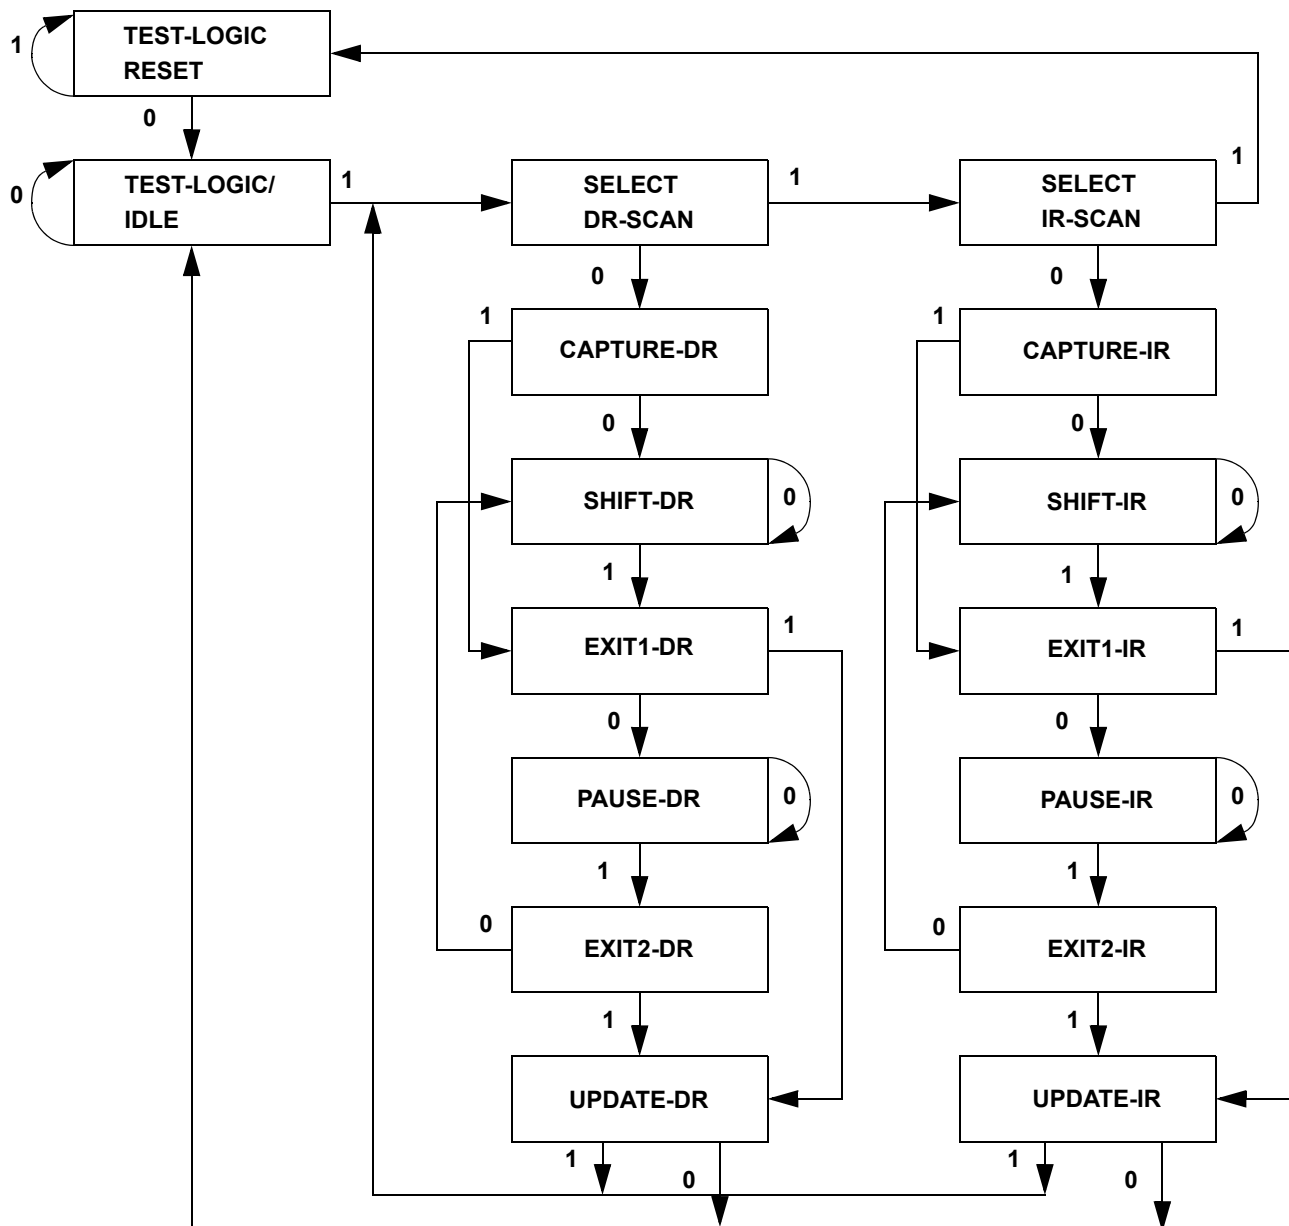 TEST-LOGIC
RESET
1
0
TEST-LOGIC/
IDLE
0
1
SELECT
DR-SCAN
1
SELECT
IR-SCAN
1
0
0
1
CAPTURE-DR
1
CAPTURE-IR
0
0
SHIFT-DR
0
SHIFT-IR
0
1
1
EXIT1-DR
1
EXIT1-IR
1
0
0
PAUSE-DR
0
PAUSE-IR
0
1
1
0
EXIT2-DR
0
EXIT2-IR
1
1
UPDATE-DR
UPDATE-IR
1
0
1
0